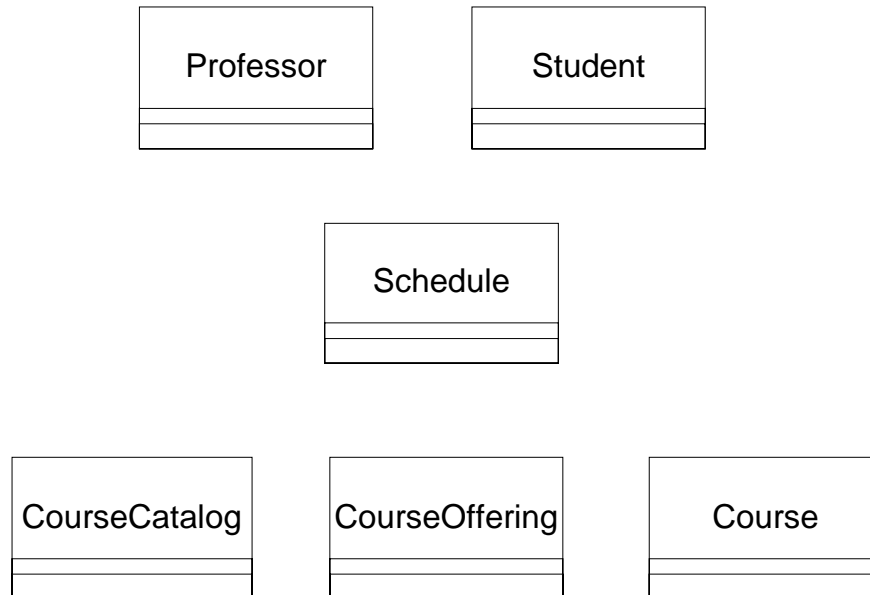 Professor
Student
Schedule
CourseCatalog
CourseOffering
Course